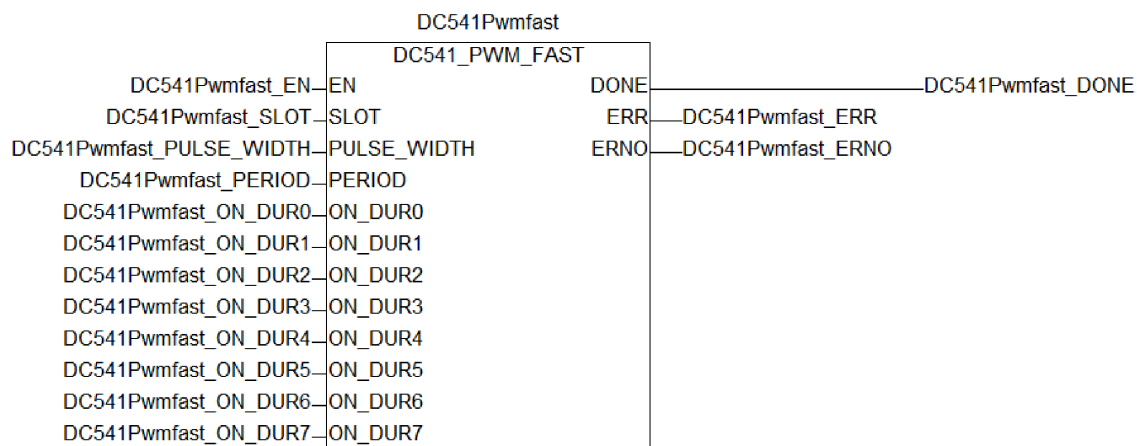 DC541Pwmfast
DC541_PWM_FAST
DC541Pwmfast_EN EN DONE DC541Pwmfast_DONE
DC541Pwmfast_SLOT SLOT ERR DC541Pwmfast_ERR
DC541Pwmfast_PULSE_WIDTH PULSE_WIDTH ERNO DC541Pwmfast_ERNO
DC541Pwmfast_PERIOD PERIOD
DC541Pwmfast_ON_DUR0 ON_DUR0
DC541Pwmfast_ON_DUR1 ON_DUR1
DC541Pwmfast_ON_DUR2 ON_DUR2
DC541Pwmfast_ON_DUR3 ON_DUR3
DC541Pwmfast_ON_DUR4 ON_DUR4
DC541Pwmfast_ON_DUR5 ON_DUR5
DC541Pwmfast_ON_DUR6 ON_DUR6
DC541Pwmfast_ON_DUR7 ON_DUR7